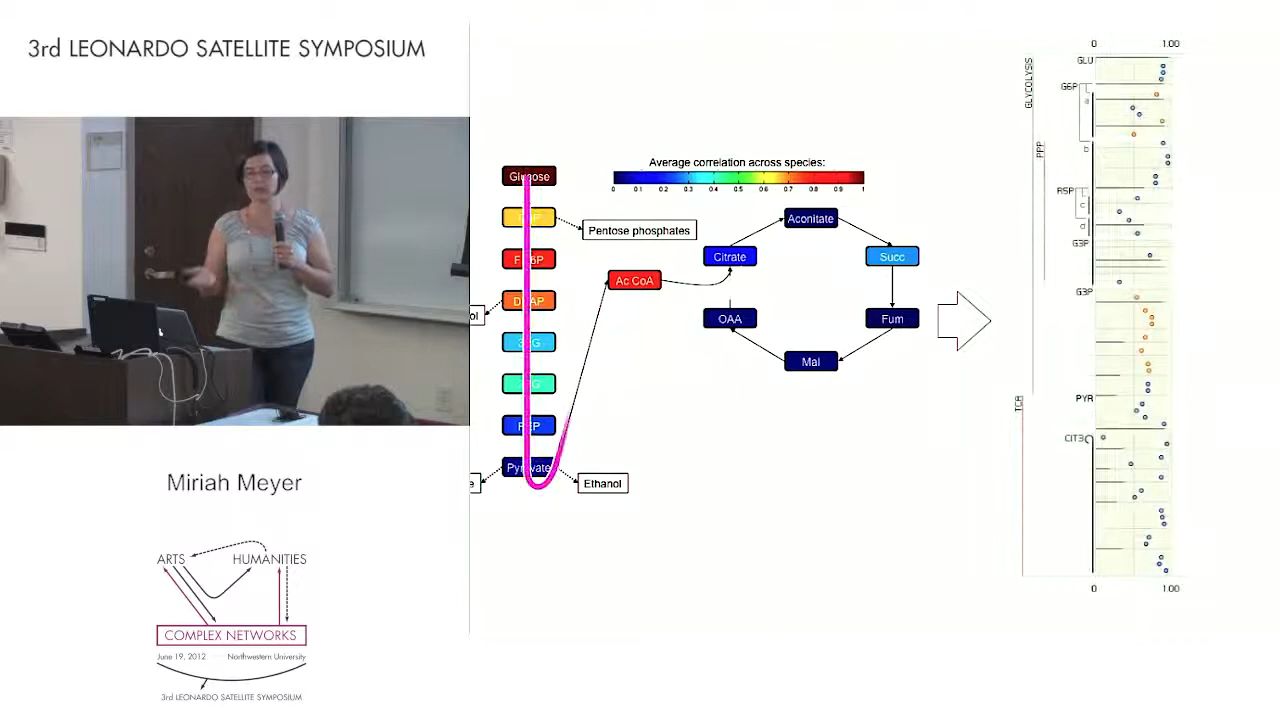 3rd LEONARDO SATELLITE SYMPOSIUM
Miriah Meyer
ARTS
HUMANITIES
COMPLEX NETWORKS
June 19, 2012
Northwestern University
3rd LEONARDO SATELLITE SYMPOSIUM
Average correlation across species:
0 0.1 0.2 0.3 0.4 0.5 0.6 0.7 0.8 0.9 1
Glucose
Pentose phosphates
ol
Ac CoA
Pyruvate
e
Ethanol
Aconitate
Citrate
Succ
OAA
Fum
Mal
0 1.00
GLYCOLYSIS
PPP
TCA
GLU
G6P
a
b
R5P
c
d
G3P
G3P
PYR
CIT
0 1.00